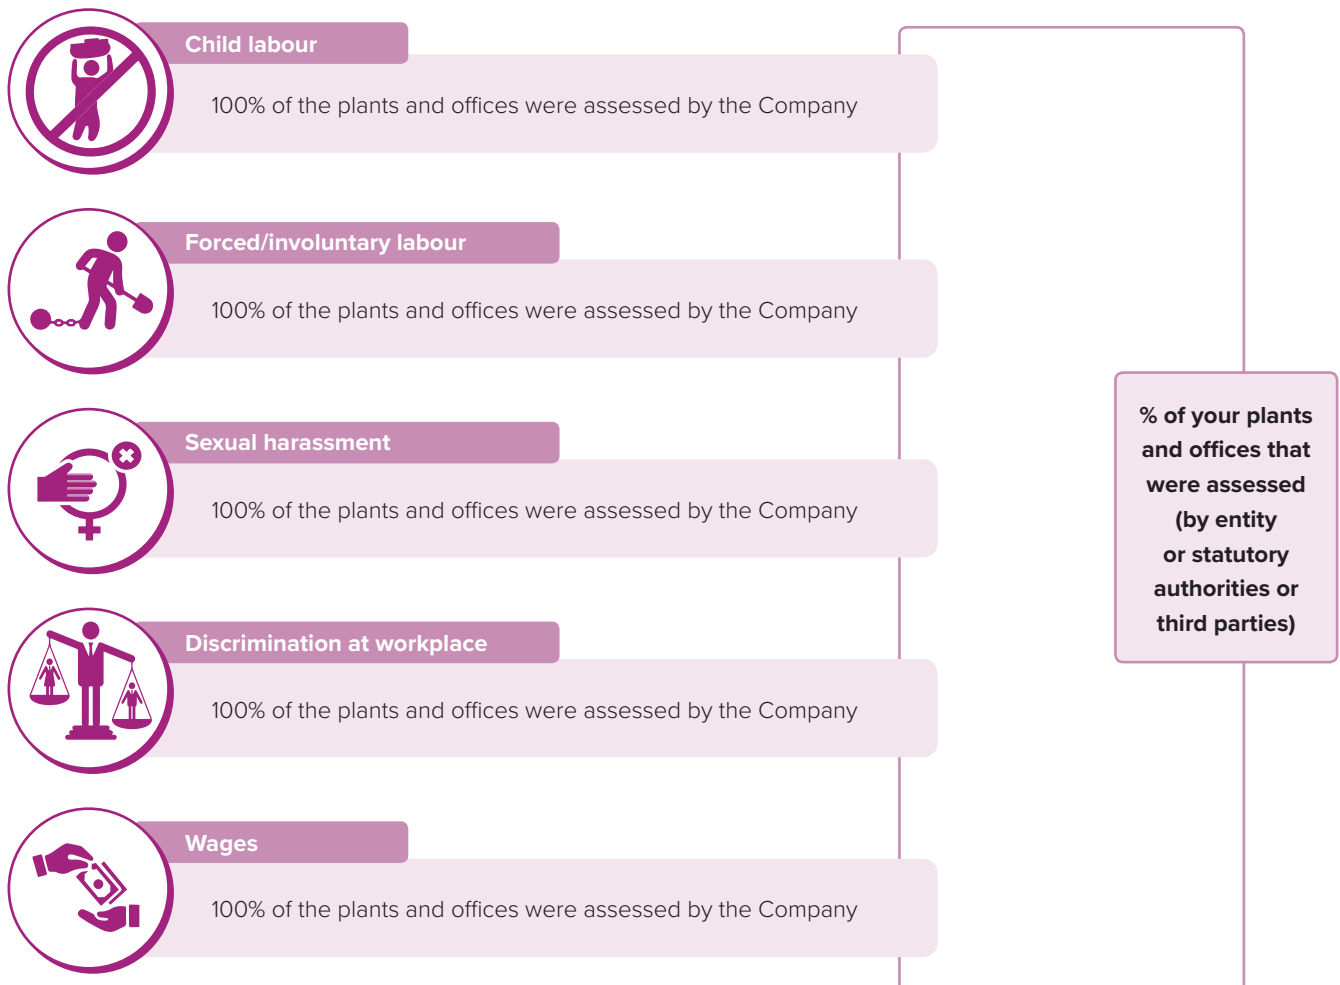 Child labour
100% of the plants and offices were assessed by the Company
Forced/involuntary labour
100% of the plants and offices were assessed by the Company
Sexual harassment
100% of the plants and offices were assessed by the Company
Discrimination at workplace
100% of the plants and offices were assessed by the Company
Wages
100% of the plants and offices were assessed by the Company
% of your plants
and offices that
were assessed
(by entity
or statutory
authorities or
third parties)